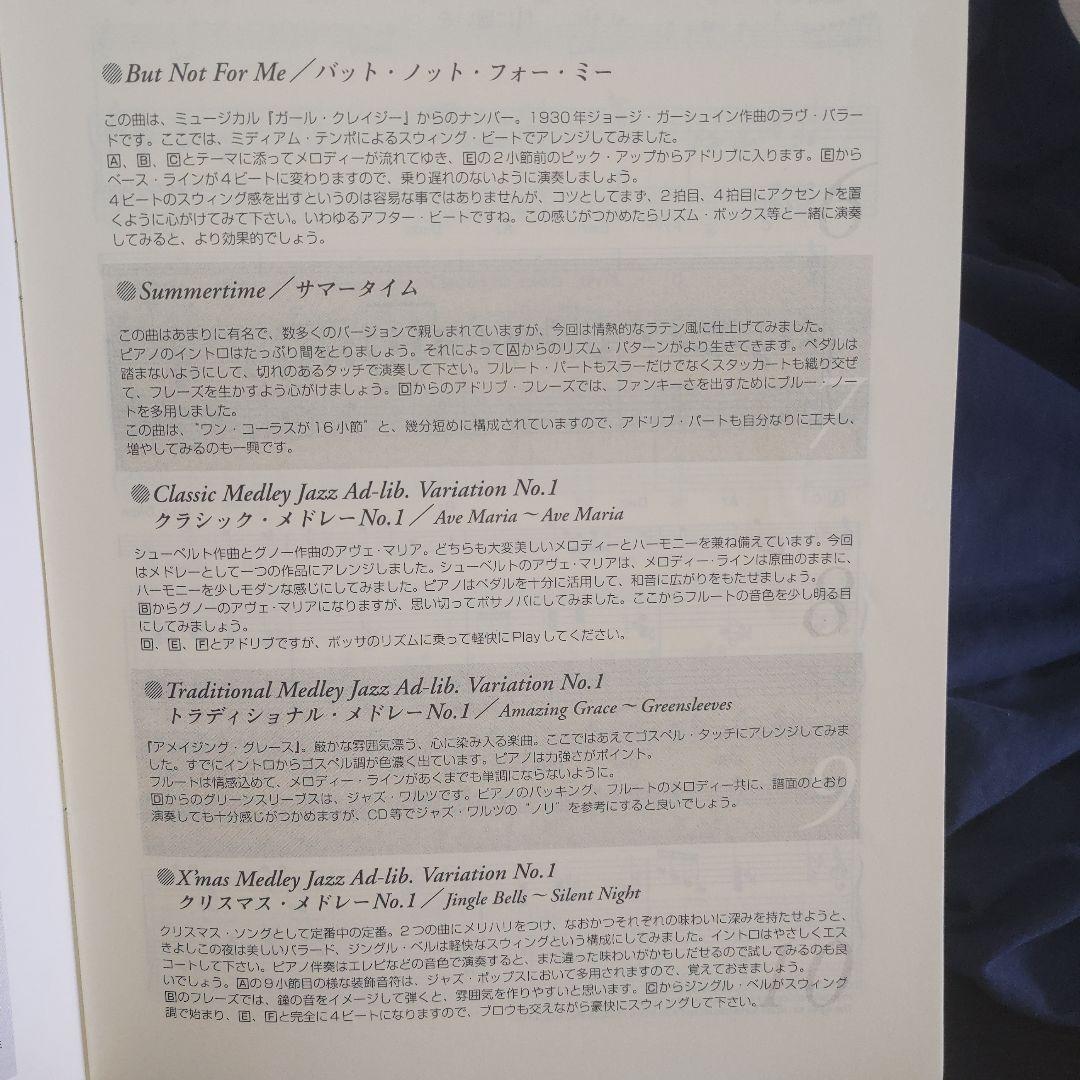 But Not For Me／バット・ノット・フォー・ミー
この曲は、ミュージカル『ガール・クレイジー』からのナンバー。1930年ジョージ・ガーシュイン作曲のラヴ・バラー
ドです。ここでは、ミディアム・テンポによるスウィング・ビートでアレンジしてみました。
A、B、Cとテーマに添ってメロディーが流れてゆき、Eの2小節前のピック・アップからアドリブに入ります。Eから
ベース・ラインが4ビートに変わりますので、乗り遅れのないように演奏しましょう。
4ビートのスウィング感を出すというのは容易な事ではありませんが、コツとしてまず、2拍目、4拍目にアクセントを置
くように心がけてみて下さい。いわゆるアフター・ビートですね。この感じがつかめたらリズム・ボックス等と一緒に演奏
してみると、より効果的でしょう。
Summertime／サマータイム
この曲はあまりに有名で、数多くのバージョンで親しまれていますが、今回は情熱的なラテン風に仕上げてみました。
ピアノのイントロはたっぷり間をとりましょう。それによってAからのリズム・パターンがより生きてきます。ペダルは
踏まないようにして、切れのあるタッチで演奏して下さい。フルート・パートもスラーだけでなくスタッカートも織り交ぜ
て、フレーズを生かすよう心がけましょう。Dからのアドリブ・フレーズでは、ファンキーさを出すためにブルー・ノー
トを多用しました。
この曲は、"ワン・コーラスが16小節" と、幾分短めに構成されていますので、アドリブ・パートも自分なりに工夫し、
増やしてみるのも一興です。
Classic Medley Jazz Ad-lib. Variation No.1
クラシック・メドレーNo.1／Ave Maria～Ave Maria
シューベルト作曲とグノー作曲のアヴェ・マリア。どちらも大変美しいメロディーとハーモニーを兼ね備えています。今回
はメドレーとして一つの作品にアレンジしました。シューベルトのアヴェ・マリアは、メロディー・ラインは原曲のままに、
ハーモニーを少しモダンな感じにしてみました。ピアノはペダルを十分に活用して、和音に広がりをもたせましょう。
Bからグノーのアヴェ・マリアになりますが、思い切ってボサノバにしてみました。ここからフルートの音色を少し明る目
にしてみましょう。
D、E、Fとアドリブですが、ボッサのリズムに乗って軽快にPlayしてください。
Traditional Medley Jazz Ad-lib. Variation No.1
トラディショナル・メドレーNo.1／Amazing Grace～Greensleeves
『アメイジング・グレース』。厳かな雰囲気漂う、心に染み入る楽曲。ここではあえてゴスペル・タッチにアレンジしてみま
した。すでにイントロからゴスペル調が色濃く出ています。ピアノは力強さがポイント。
フルートは情感込めて、メロディー・ラインがあくまでも単調にならないように。
Dからのグリーンスリーブスは、ジャズ・ワルツです。ピアノのバッキング、フルートのメロディー共に、譜面のとおり
演奏しても十分感じがつかめますが、CD等でジャズ・ワルツの "ノリ" を参考にすると良いでしょう。
X'mas Medley Jazz Ad-lib. Variation No.1
クリスマス・メドレーNo.1／Jingle Bells～Silent Night
クリスマス・ソングとして定番中の定番。2つの曲にメリハリをつけ、なおかつそれぞれの味わいに深みを持たせようと、
きよしこの夜は美しいバラード、ジングル・ベルは軽快なスウィングという構成にしてみました。イントロはやさしくエス
コートして下さい。ピアノ伴奏はエレピなどの音色で演奏すると、また違った味わいがかもしだせるので試してみるのも良
いでしょう。Aの9小節目の様な装飾音符は、ジャズ・ポップスにおいて多用されますので、覚えておきましょう。
Bのフレーズでは、鐘の音をイメージして弾くと、雰囲気を作りやすいと思います。Cからジングル・ベルがスウィング
調で始まり、E、Fと完全に4ビートになりますので、ブロウも交えながら豪快にスウィングして下さい。